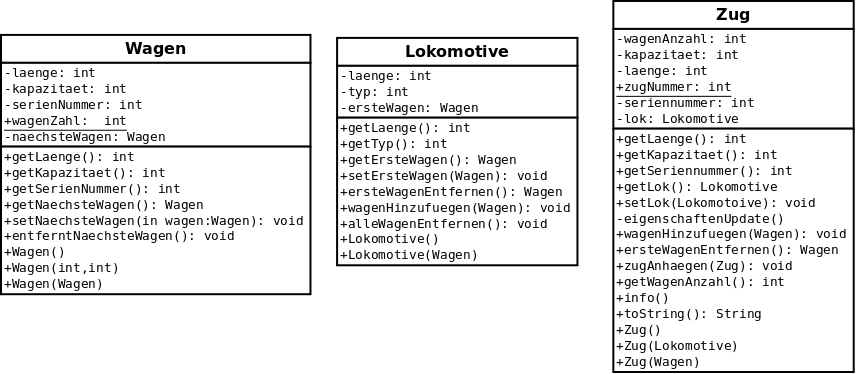 Wagen
-laenge: int
-kapazitaet: int
-serienNummer: int
+wagenZahl:  int
-naechsteWagen: Wagen
+getLaenge(): int
+getKapazitaet(): int
+getSerienNummer(): int
+getNaechsteWagen(): Wagen
+setNaechsteWagen(in wagen:Wagen): void
+entferntNaechsteWagen(): void
+Wagen()
+Wagen(int,int)
+Wagen(Wagen)
Lokomotive
-laenge: int
-typ: int
-ersteWagen: Wagen
+getLaenge(): int
+getTyp(): int
+getErsteWagen(): Wagen
+setErsteWagen(Wagen): void
+ersteWagenEntfernen(): Wagen
+wagenHinzufuegen(Wagen): void
+alleWagenEntfernen(): void
+Lokomotive()
+Lokomotive(Wagen)
Zug
-wagenAnzahl: int
-kapazitaet: int
-laenge: int
+zugNummer: int
-seriennummer: int
-lok: Lokomotive
+getLaenge(): int
+getKapazitaet(): int
+getSeriennummer(): int
+getLok(): Lokomotive
+setLok(Lokomotoive): void
-eigenschaftenUpdate()
+wagenHinzufuegen(Wagen): void
+ersteWagenEntfernen(): Wagen
+zugAnhaegen(Zug): void
+getWagenAnzahl(): int
+info()
+toString(): String
+Zug()
+Zug(Lokomotive)
+Zug(Wagen)